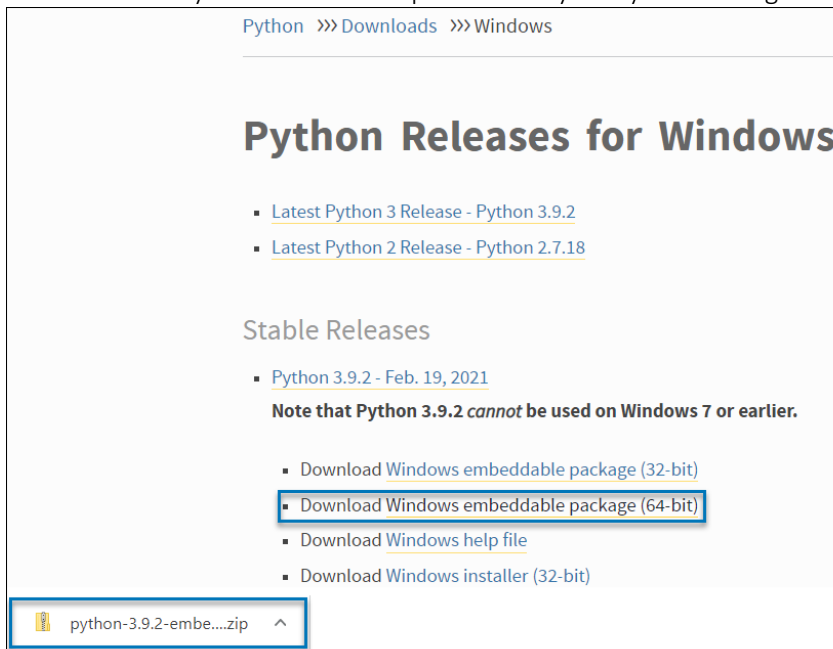 Python >>> Downloads >>> Windows
Python Releases for Windows
Latest Python 3 Release - Python 3.9.2
Latest Python 2 Release - Python 2.7.18
Stable Releases
Python 3.9.2 - Feb. 19, 2021
Note that Python 3.9.2 cannot be used on Windows 7 or earlier.
Download Windows embeddable package (32-bit)
Download Windows embeddable package (64-bit)
Download Windows help file
Download Windows installer (32-bit)
python-3.9.2-embe....zip